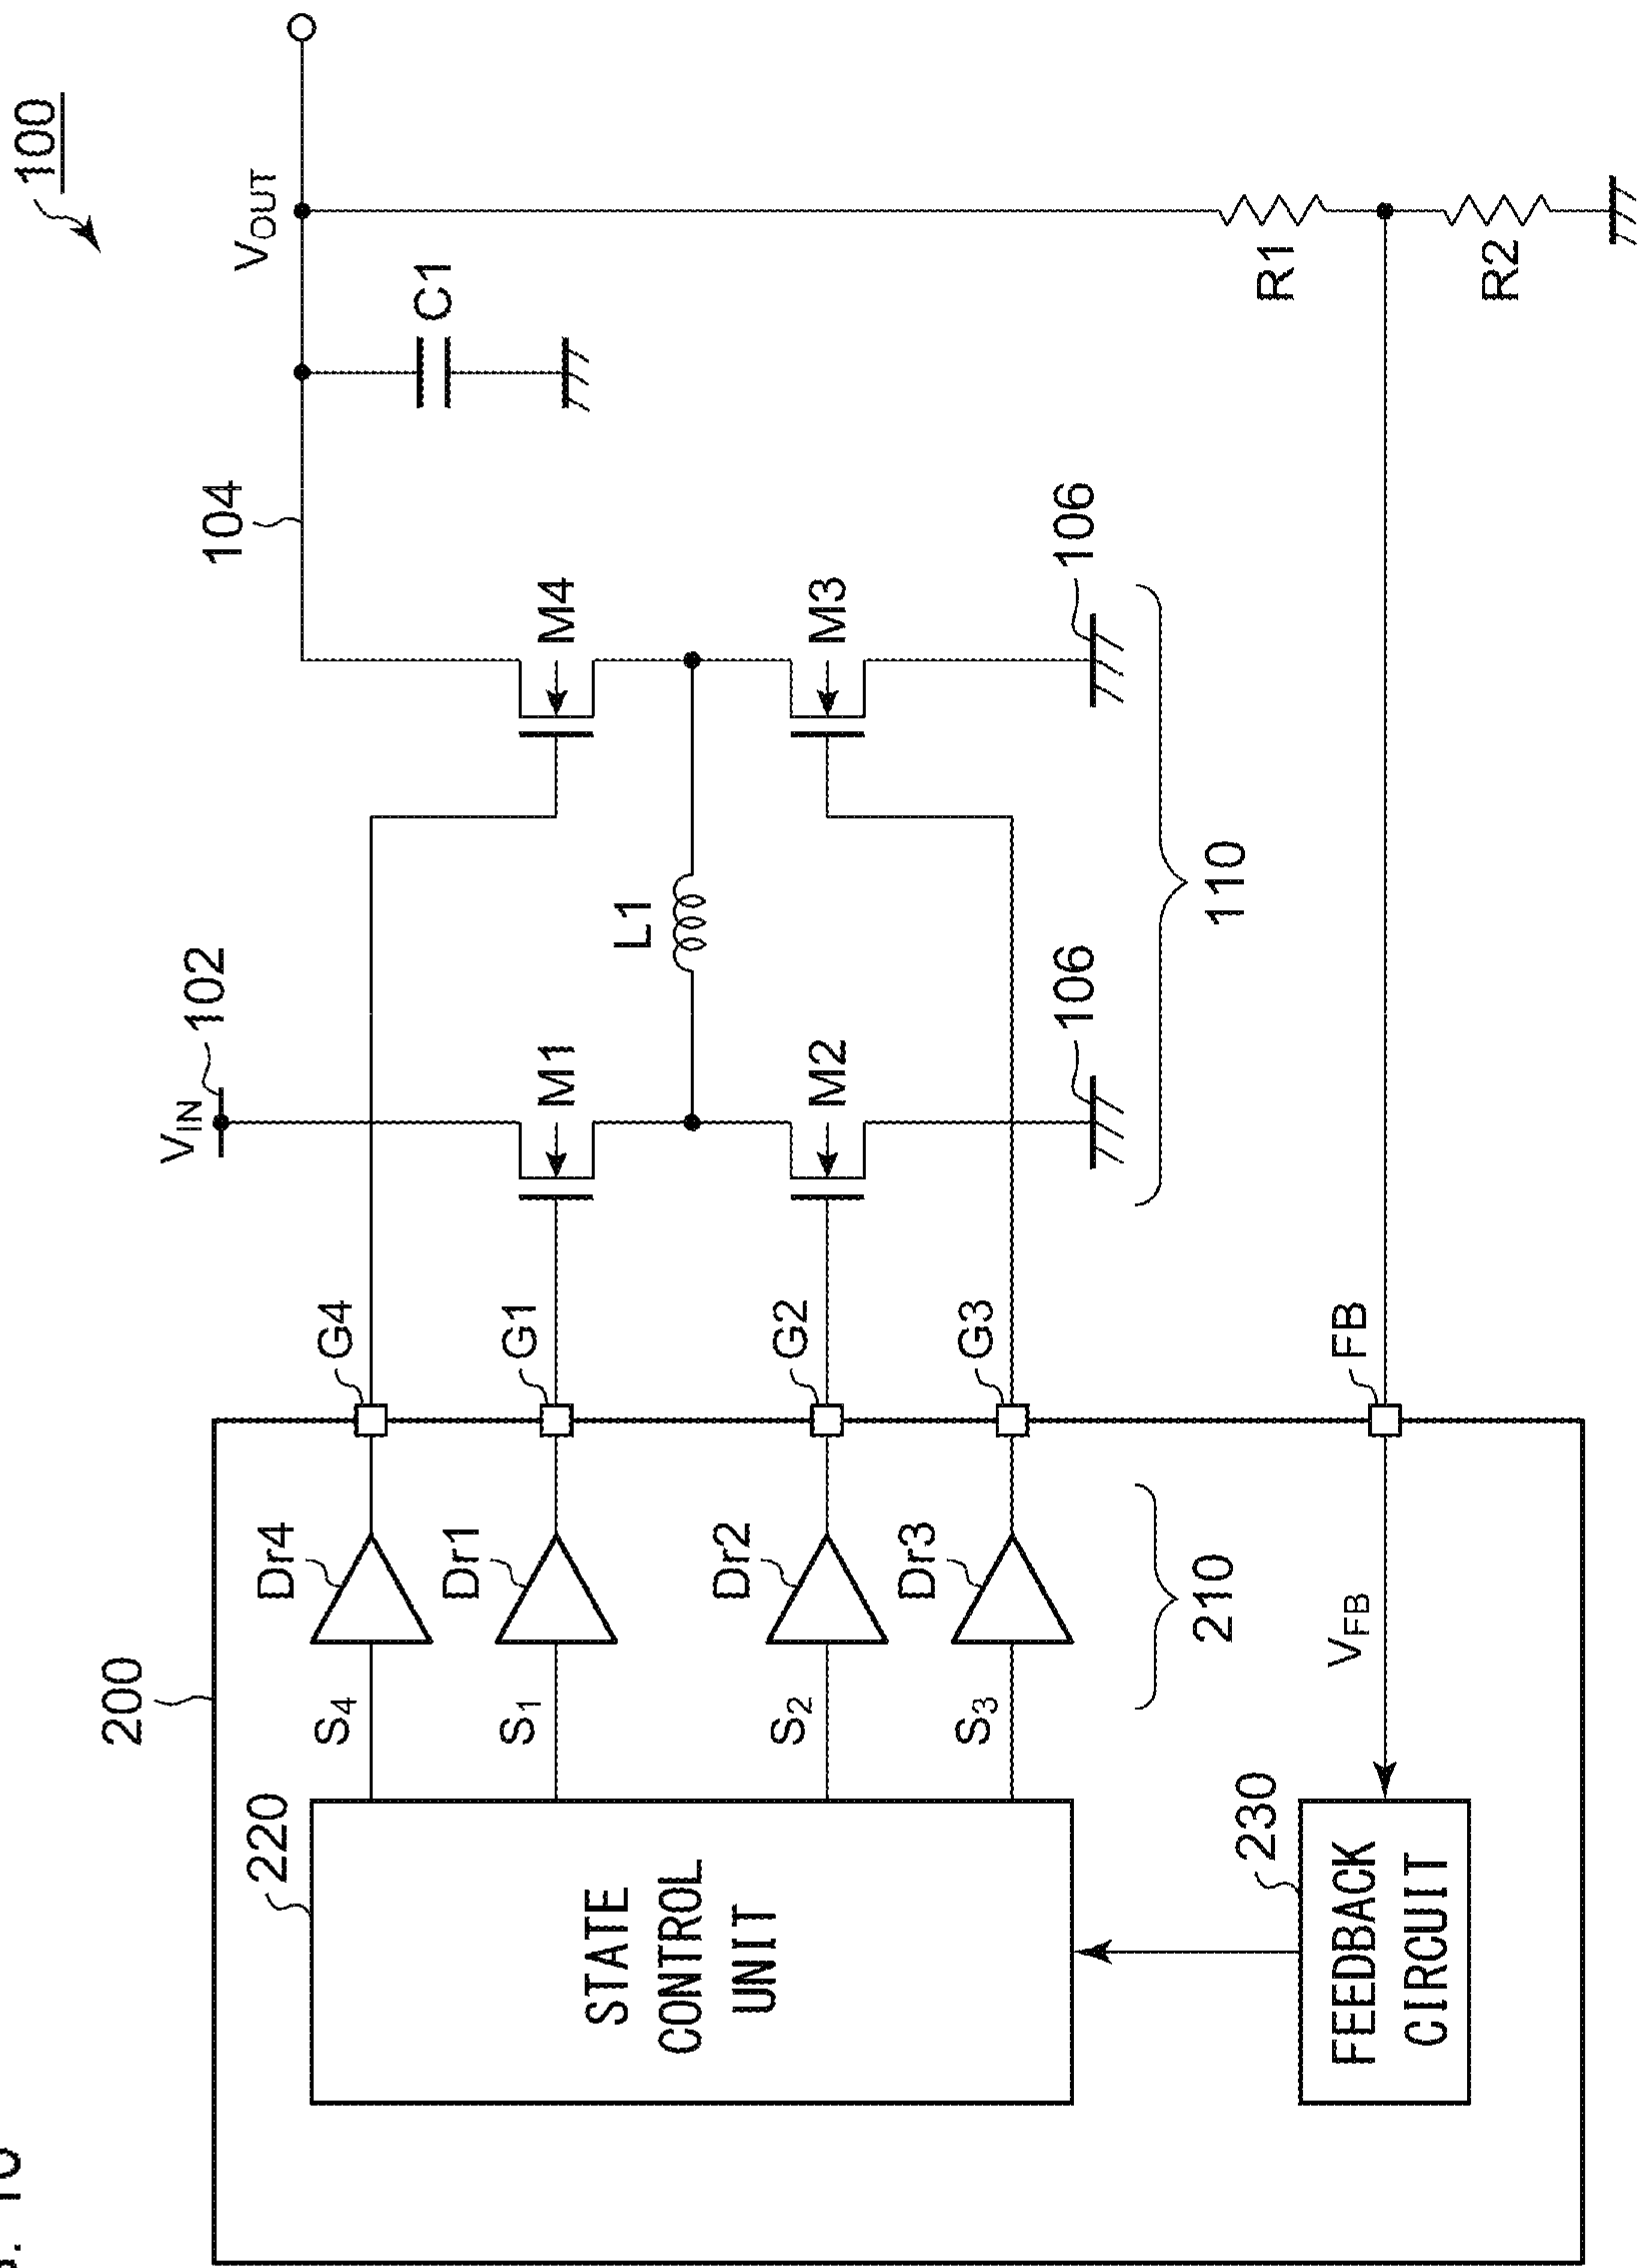 100
200
220
STATE
CONTROL
UNIT
S4
S1
S2
S3
Dr4
Dr1
Dr2
Dr3
210
G4
G1
G2
G3
FB
VFB
230
FEEDBACK
CIRCUIT
VIN
102
M1
M2
L1
106
110
104
M4
M3
106
VOUT
C1
R1
R2